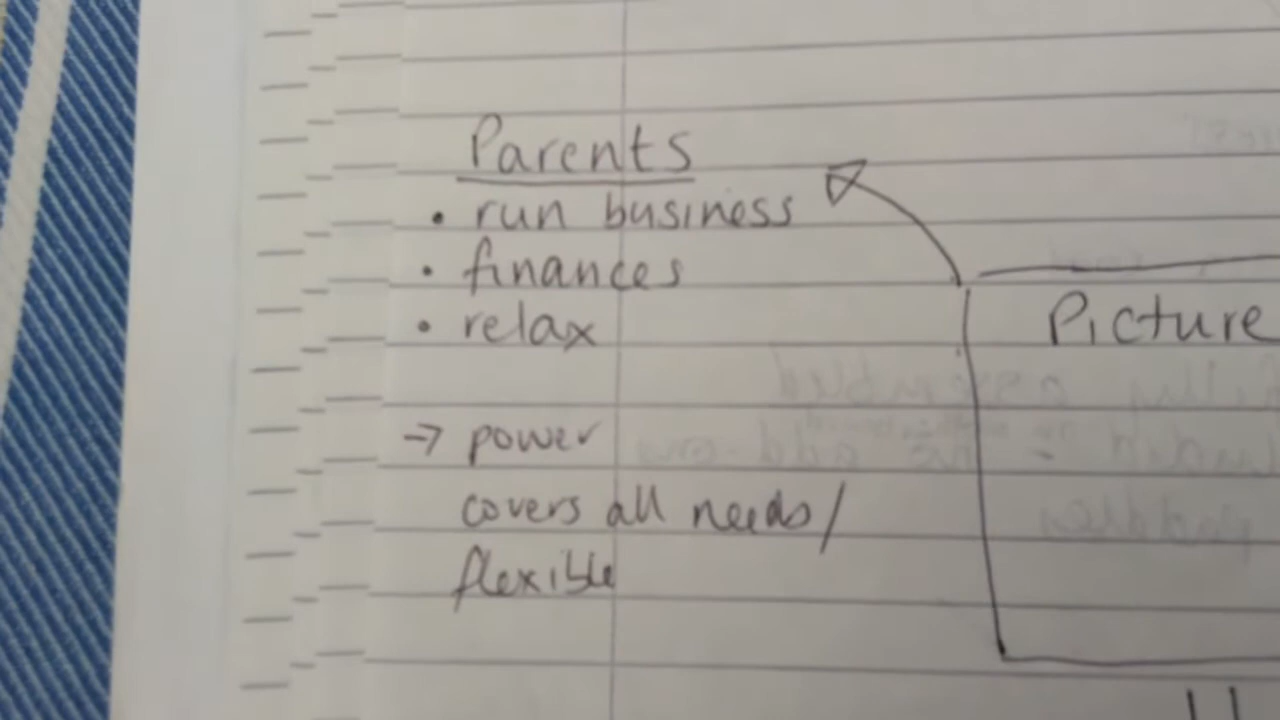 Parents
• run business
• finances
• relax
Picture
→ power
covers all needs/
flexible